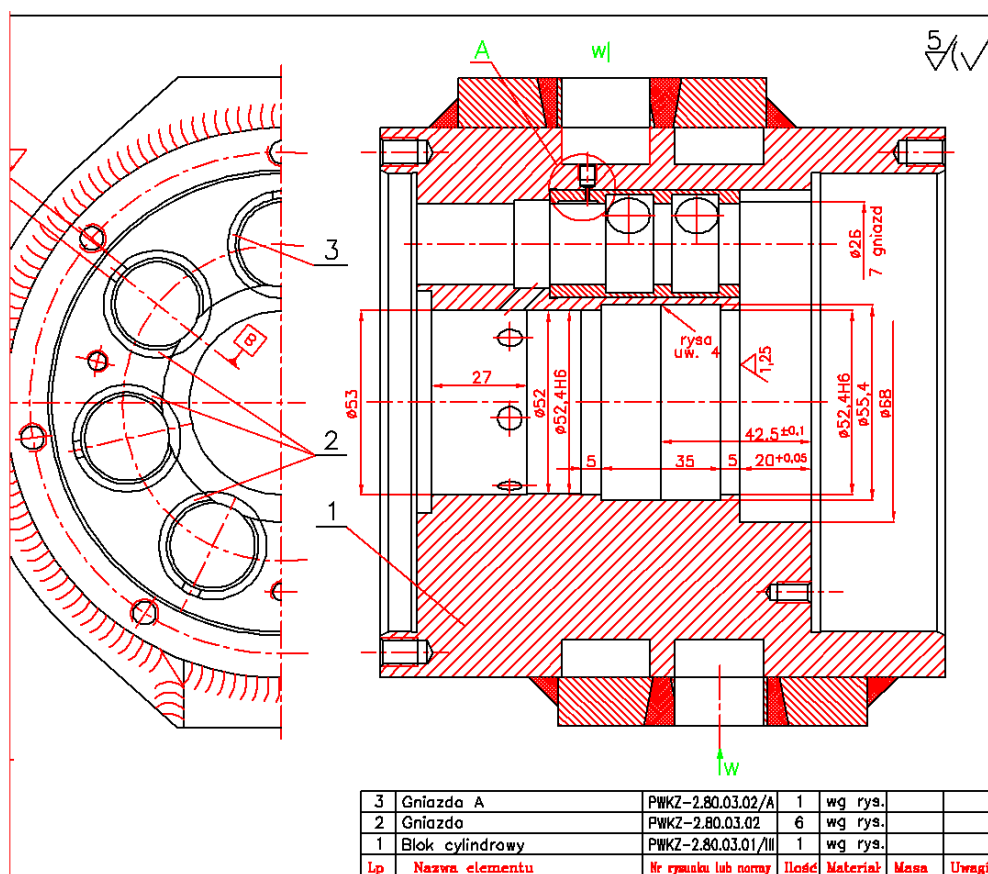 5
A
W
3
2
1
B
rysa
uw. 4
1,25
ø26
7 gniazd
27
ø53
ø52
ø52,4H6
5
35
5
42.5±0,1
20+0,05
ø52,4H6
ø55,4
ø68
W
3 Gniazdo A PWKZ-2.80.03.02/A 1 wg rys.
2 Gniazdo PWKZ-2.80.03.02 6 wg rys.
1 Blok cylindrowy PWKZ-2.80.03.01/III 1 wg rys.
Lp Nazwa elementu Nr rysunku lub normy Ilość Materiał Masa Uwagi